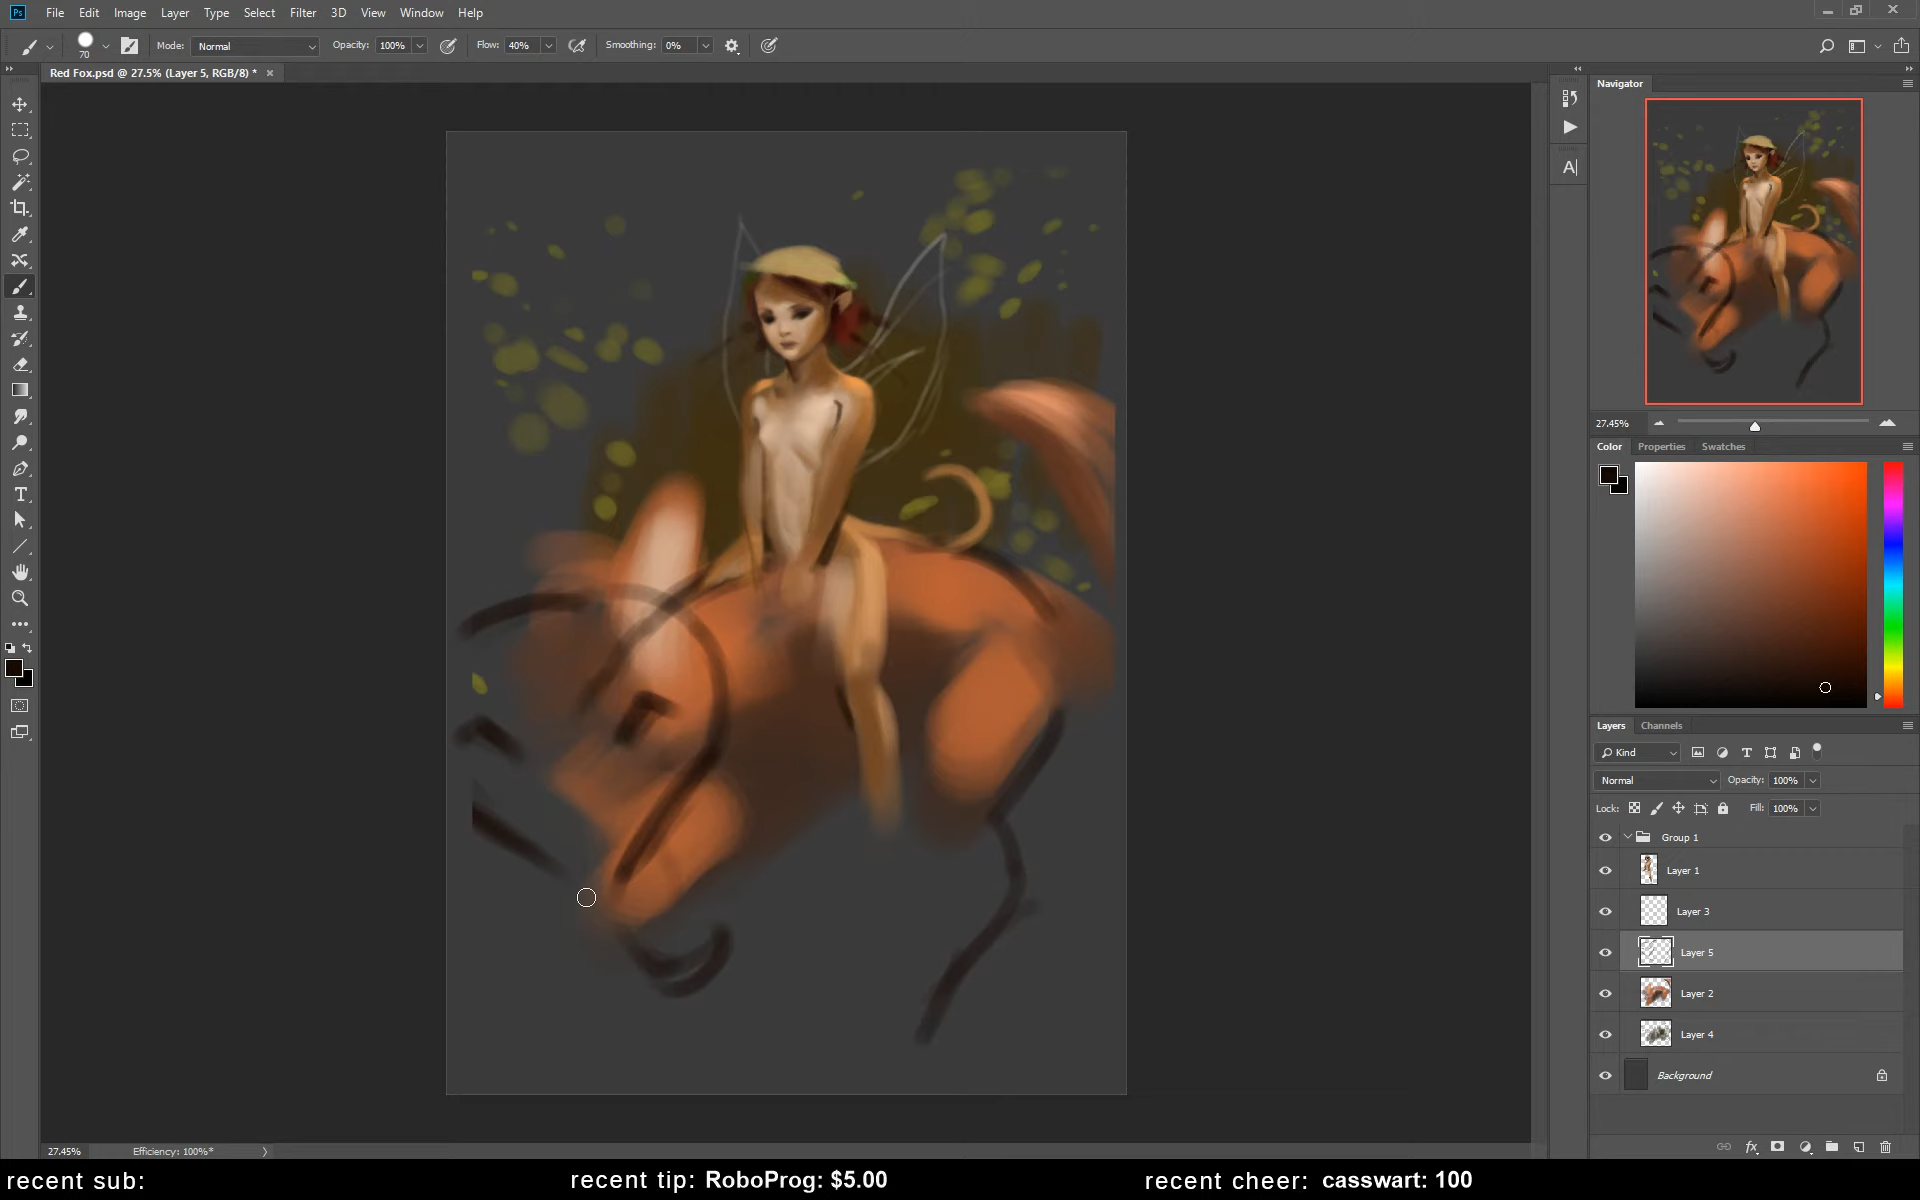 Ps File Edit Image Layer Type Select Filter 3D View Window Help
70 Mode: Normal Opacity: 100% Flow: 40% Smoothing: 0%
Red Fox.psd @ 27.5% (Layer 5, RGB/8) *
Navigator
A
27.45%
Color Properties Swatches
T
Layers Channels
Kind T
Normal Opacity: 100%
Lock: Fill: 100%
Group 1
Layer 1
Layer 3
Layer 5
Layer 2
Layer 4
Background
fx
27.45% Efficiency: 100%*
recent sub: recent tip: RoboProg: $5.00 recent cheer: casswart: 100